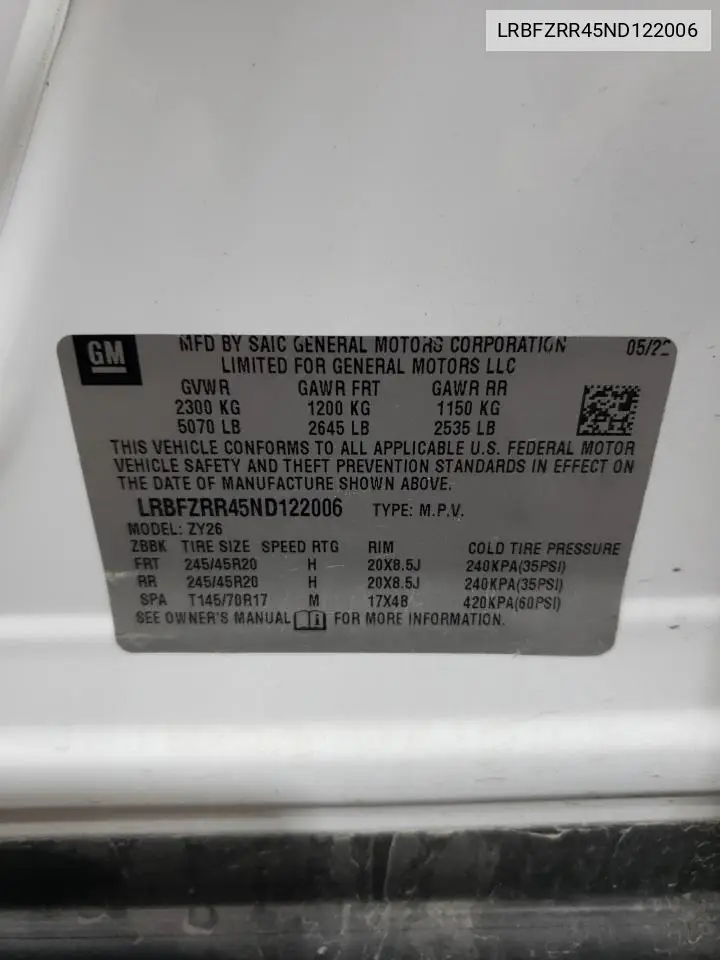 LRBFZRR45ND122006
GM
MFD BY SAIC GENERAL MOTORS CORPORATION
05/22
LIMITED FOR GENERAL MOTORS LLC
GVWR GAWR FRT GAWR RR
2300 KG 1200 KG 1150 KG
5070 LB 2645 LB 2535 LB
THIS VEHICLE CONFORMS TO ALL APPLICABLE U.S. FEDERAL MOTOR
VEHICLE SAFETY AND THEFT PREVENTION STANDARDS IN EFFECT ON
THE DATE OF MANUFACTURE SHOWN ABOVE.
LRBFZRR45ND122006 TYPE: M.P.V.
MODEL: ZY26
ZBBK TIRE SIZE SPEED RTG RIM COLD TIRE PRESSURE
FRT 245/45R20 H 20X8.5J 240KPA(35PSI)
RR 245/45R20 H 20X8.5J 240KPA(35PSI)
SPA T145/70R17 M 17X4B 420KPA(60PSI)
SEE OWNER'S MANUAL i FOR MORE INFORMATION.